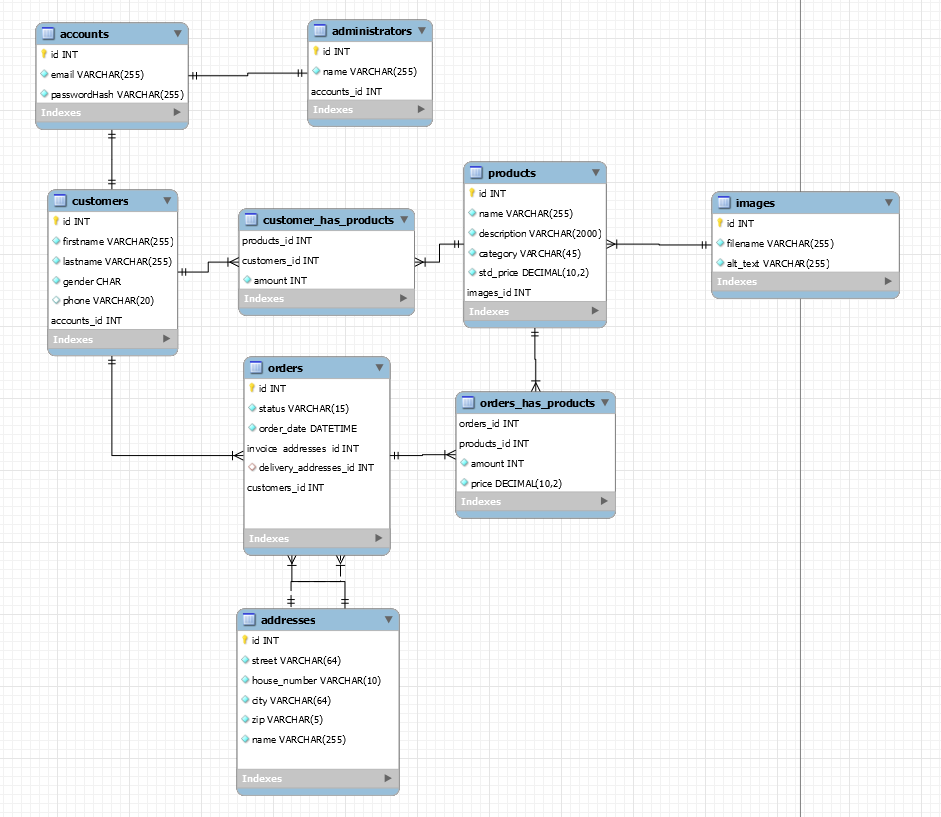 accounts
id INT
email VARCHAR(255)
passwordHash VARCHAR(255)
Indexes
administrators
id INT
name VARCHAR(255)
accounts_id INT
Indexes
customers
id INT
firstname VARCHAR(255)
lastname VARCHAR(255)
gender CHAR
phone VARCHAR(20)
accounts_id INT
Indexes
customer_has_products
products_id INT
customers_id INT
amount INT
Indexes
products
id INT
name VARCHAR(255)
description VARCHAR(2000)
category VARCHAR(45)
std_price DECIMAL(10,2)
images_id INT
Indexes
images
id INT
filename VARCHAR(255)
alt_text VARCHAR(255)
Indexes
orders
id INT
status VARCHAR(15)
order_date DATETIME
invoice_addresses_id INT
delivery_addresses_id INT
customers_id INT
Indexes
orders_has_products
orders_id INT
products_id INT
amount INT
price DECIMAL(10,2)
Indexes
addresses
id INT
street VARCHAR(64)
house_number VARCHAR(10)
city VARCHAR(64)
zip VARCHAR(5)
name VARCHAR(255)
Indexes